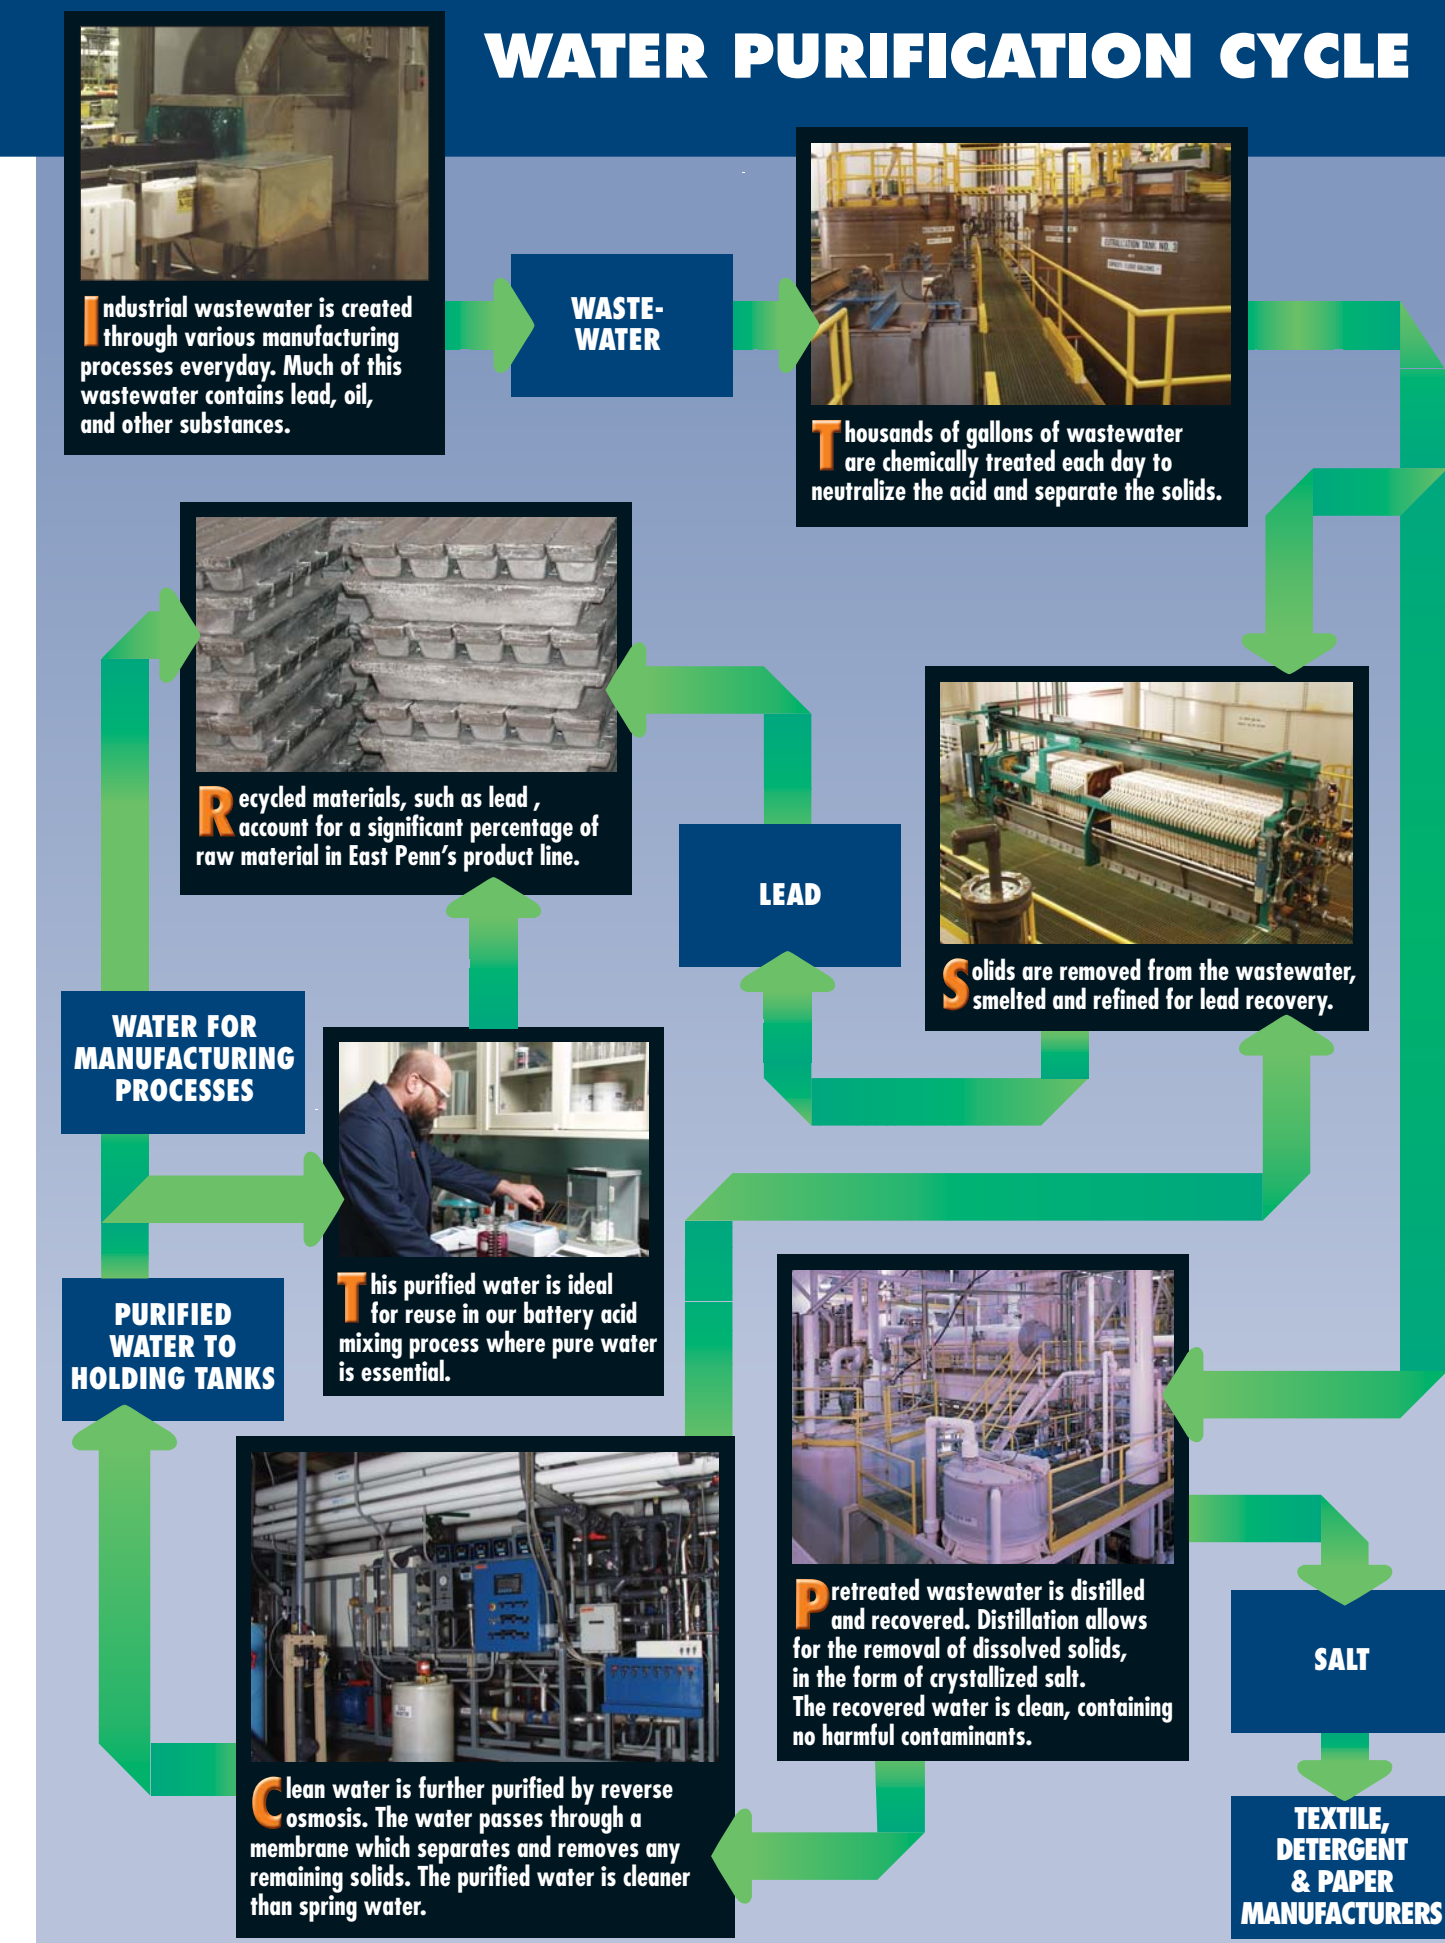 WATER PURIFICATION CYCLE
Industrial wastewater is created
through various manufacturing
processes everyday. Much of this
wastewater contains lead, oil,
and other substances.
WASTE-
WATER
Thousands of gallons of wastewater
are chemically treated each day to
neutralize the acid and separate the solids.
Recycled materials, such as lead ,
account for a significant percentage of
raw material in East Penn's product line.
LEAD
Solids are removed from the wastewater,
smelted and refined for lead recovery.
WATER FOR
MANUFACTURING
PROCESSES
This purified water is ideal
for reuse in our battery acid
mixing process where pure water
is essential.
PURIFIED
WATER TO
HOLDING TANKS
Pretreated wastewater is distilled
and recovered. Distillation allows
for the removal of dissolved solids,
in the form of crystallized salt.
The recovered water is clean, containing
no harmful contaminants.
SALT
Clean water is further purified by reverse
osmosis. The water passes through a
membrane which separates and removes any
remaining solids. The purified water is cleaner
than spring water.
TEXTILE,
DETERGENT
& PAPER
MANUFACTURERS